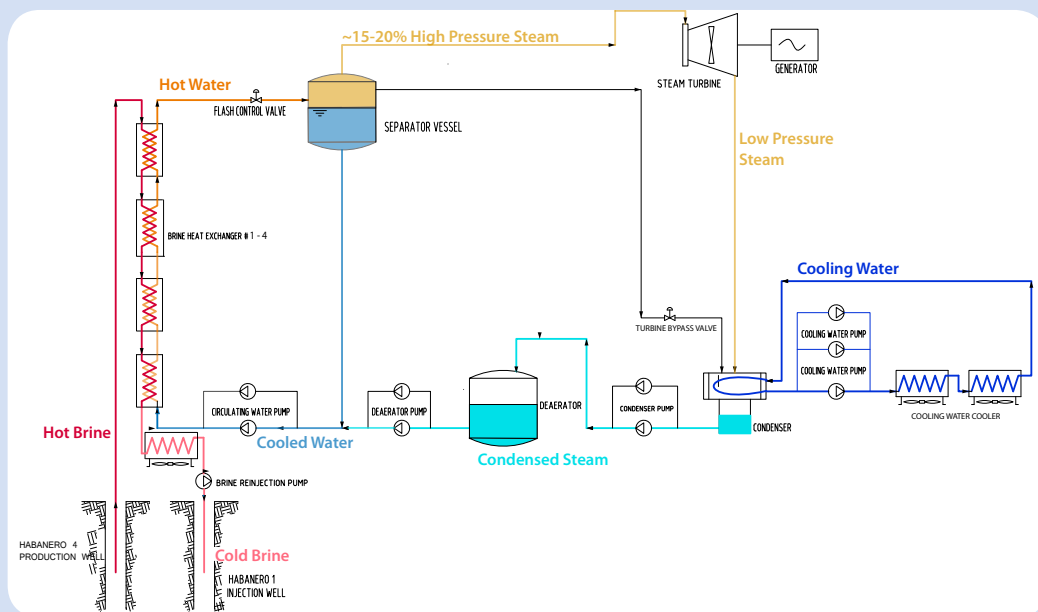 ~15-20% High Pressure Steam
STEAM TURBINE
GENERATOR
Hot Water
FLASH CONTROL VALVE
SEPARATOR VESSEL
Low Pressure
Steam
BRINE HEAT EXCHANGER # 1 - 4
Cooling Water
TURBINE BYPASS VALVE
COOLING WATER PUMP
COOLING WATER PUMP
COOLING WATER COOLER
CIRCULATING WATER PUMP
DEAERATOR PUMP
DEAERATOR
CONDENSER PUMP
CONDENSER
Hot Brine
Cooled Water
Condensed Steam
BRINE REINJECTION PUMP
HABANERO 4
PRODUCTION WELL
Cold Brine
HABANERO 1
INJECTION WELL